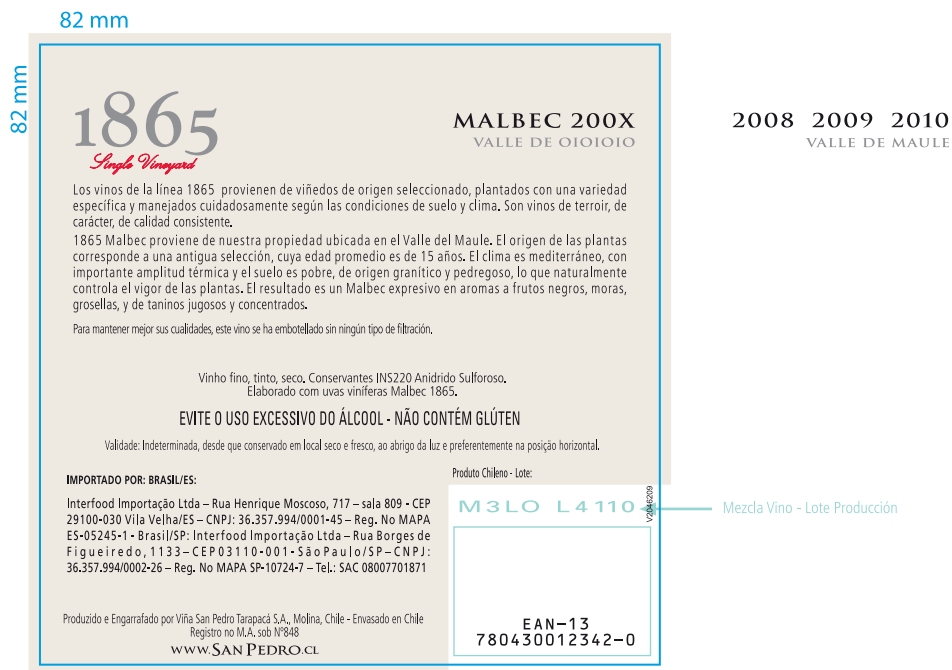 82 mm
82 mm
1865
Single Vineyard
MALBEC 200X
VALLE DE OIOIOIO
2008 2009 2010
VALLE DE MAULE
Los vinos de la línea 1865 provienen de viñedos de origen seleccionado, plantados con una variedad
específica y manejados cuidadosamente según las condiciones de suelo y clima. Son vinos de terroir, de
carácter, de calidad consistente.
1865 Malbec proviene de nuestra propiedad ubicada en el Valle del Maule. El origen de las plantas
corresponde a una antigua selección, cuya edad promedio es de 15 años. El clima es mediterráneo, con
importante amplitud térmica y el suelo es pobre, de origen granítico y pedregoso, lo que naturalmente
controla el vigor de las plantas. El resultado es un Malbec expresivo en aromas a frutos negros, moras,
grosellas, y de taninos jugosos y concentrados.
Para mantener mejor sus cualidades, este vino se ha embotellado sin ningún tipo de filtración.
Vinho fino, tinto, seco. Conservantes INS220 Anidrido Sulforoso.
Elaborado com uvas viníferas Malbec 1865.
EVITE O USO EXCESSIVO DO ÁLCOOL - NÃO CONTÉM GLÚTEN
Validade: Indeterminada, desde que conservado em local seco e fresco, ao abrigo da luz e preferentemente na posição horizontal.
IMPORTADO POR: BRASIL/ES:
Interfood Importação Ltda – Rua Henrique Moscoso, 717 – sala 809 - CEP
29100-030 Vila Velha/ES – CNPJ: 36.357.994/0001-45 – Reg. No MAPA
ES-05245-1 - Brasil/SP: Interfood Importação Ltda – Rua Borges de
Figueiredo, 1133 – CEP 03110-001 - São Paulo/SP – CNPJ:
36.357.994/0002-26 – Reg. No MAPA SP-10724-7 – Tel.: SAC 08007701871
Produto Chileno - Lote:
M3LO L4110
V2046209
Mezcla Vino - Lote Producción
EAN-13
780430012342-0
Produzido e Engarrafado por Viña San Pedro Tarapacá S.A., Molina, Chile - Envasado en Chile
Registro no M.A. sob Nº848
WWW.SAN PEDRO.CL